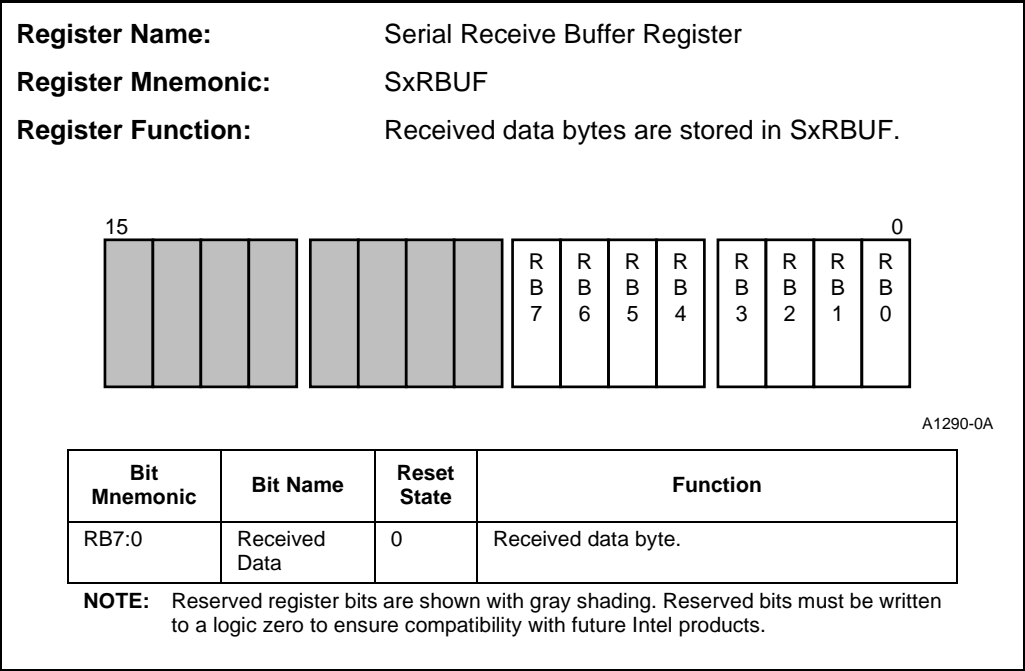 Register Name: Serial Receive Buffer Register
Register Mnemonic: SxRBUF
Register Function: Received data bytes are stored in SxRBUF.
15 0
R R R R R R R R
B B B B B B B B
7 6 5 4 3 2 1 0
A1290-0A
Bit Mnemonic Bit Name Reset State Function
RB7:0 Received Data 0 Received data byte.
NOTE: Reserved register bits are shown with gray shading. Reserved bits must be written
to a logic zero to ensure compatibility with future Intel products.